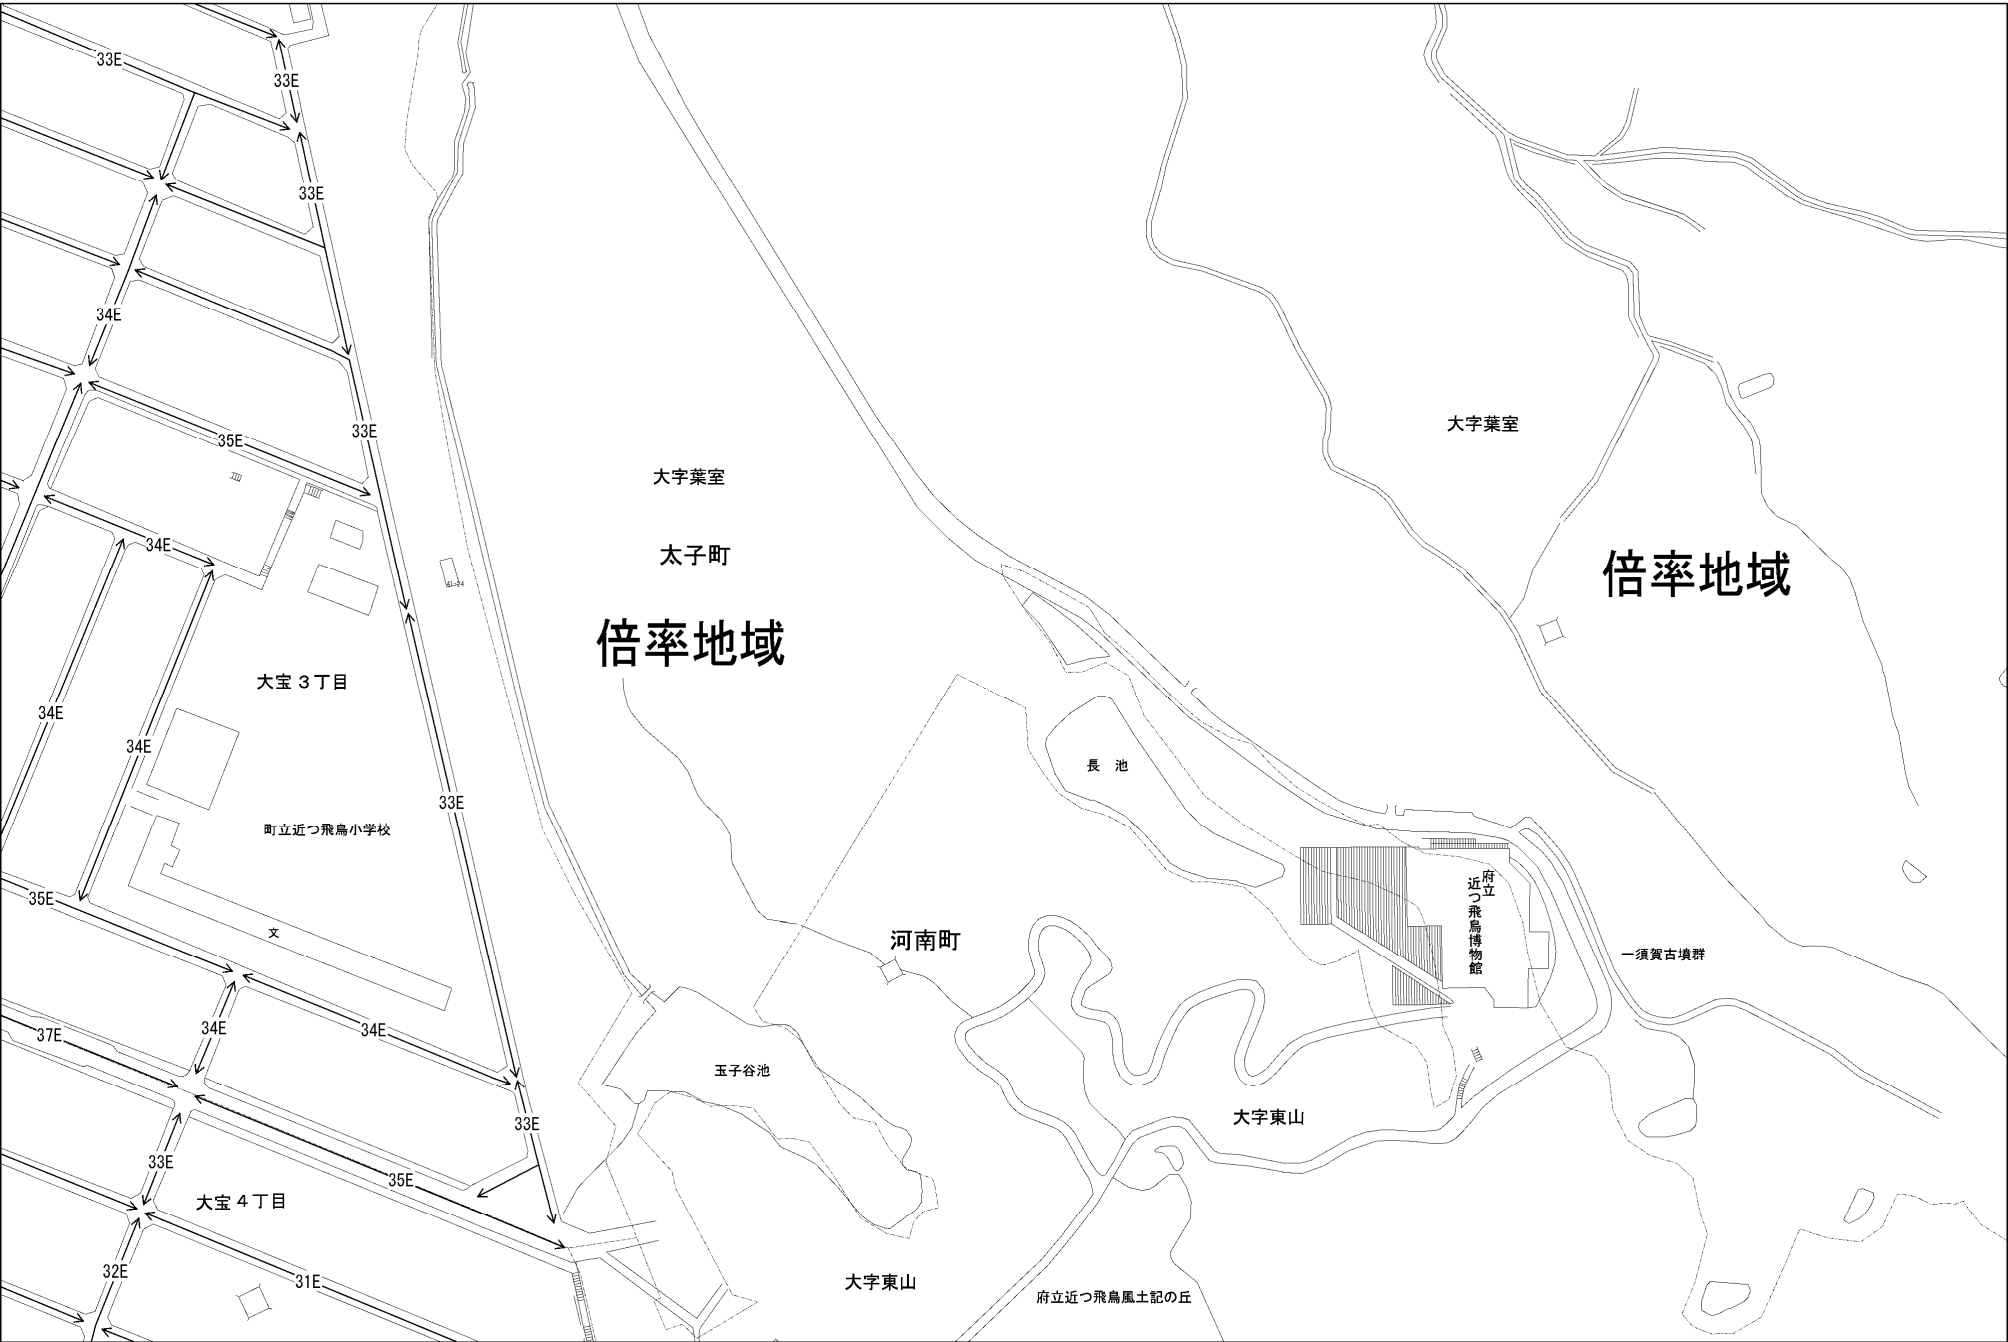 33E
33E
33E
34E
大字葉室
33E
35E
大字葉室
34E
太子町
倍率地域
41-24
倍率地域
大宝3丁目
34E
34E
長　池
33E
町立近つ飛鳥小学校
府立
近つ飛鳥博物館
35E
文
河南町
一須賀古墳群
34E
34E
37E
玉子谷池
大字東山
33E
33E
35E
大宝4丁目
32E
31E
大字東山
府立近つ飛鳥風土記の丘